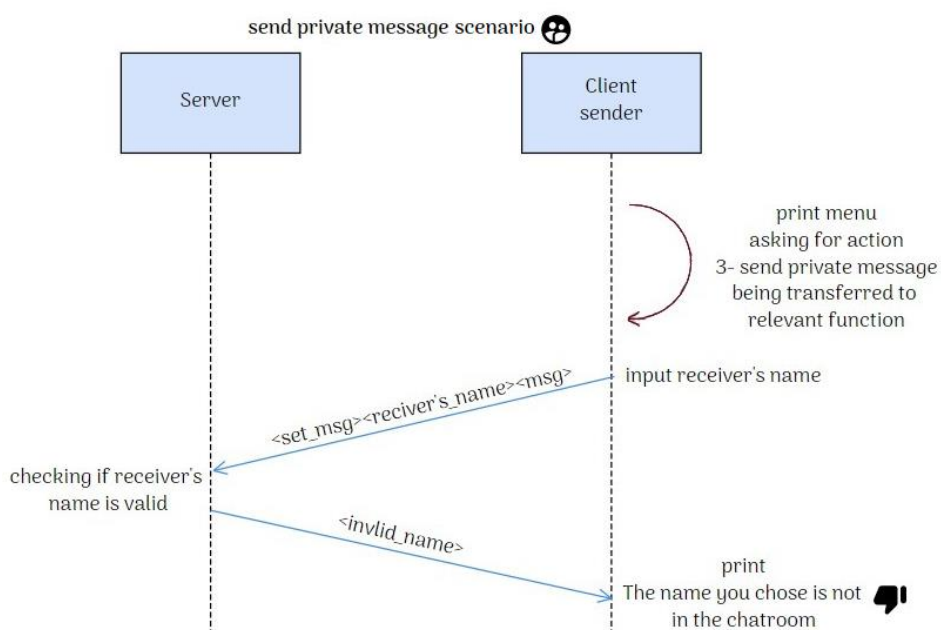 send private message scenario
Server
Client
sender
print menu
asking for action
3- send private message
being transferred to
relevant function
input receiver's name
<set_msg><reciver's_name><msg>
checking if receiver's
name is valid
<invlid_name>
print
The name you chose is not
in the chatroom